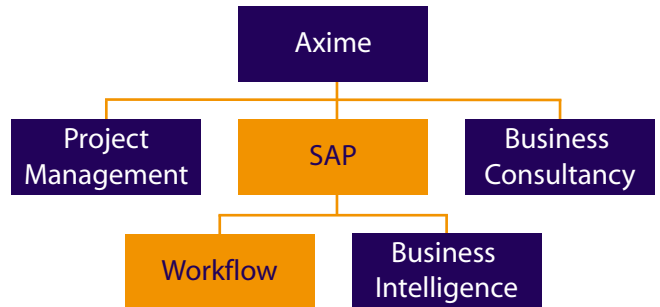 Axime
Project
Management
SAP
Business
Consultancy
Workflow
Business
Intelligence